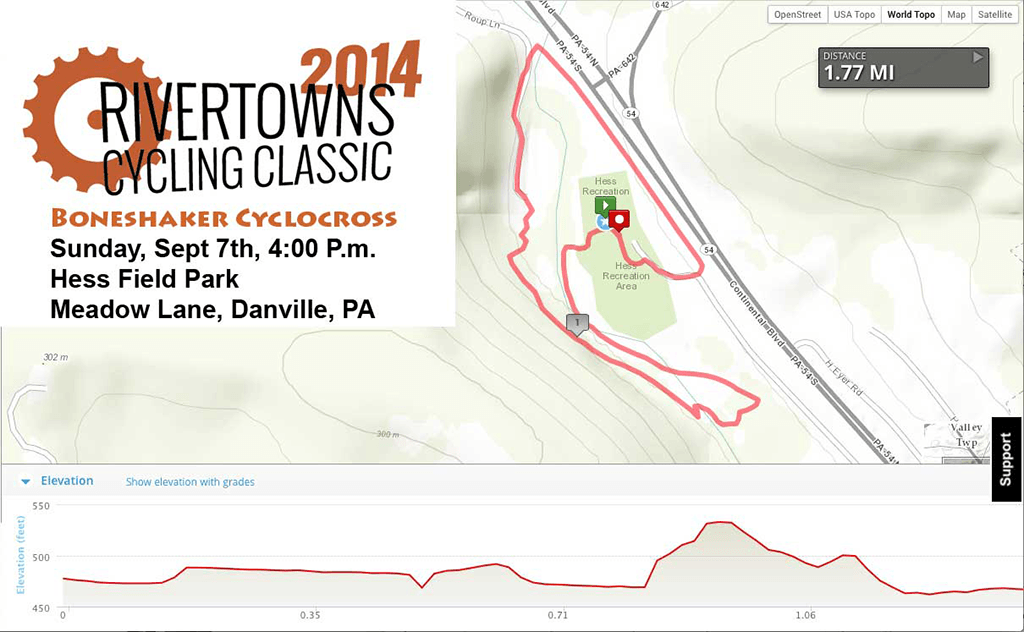 2014
RIVERTOWNS
CYCLING CLASSIC
BONESHAKER CYCLOCROSS
Sunday, Sept 7th, 4:00 P.m.
Hess Field Park
Meadow Lane, Danville, PA
OpenStreet
USA Topo
World Topo
Map
Satellite
DISTANCE
1.77 MI
Roup Ln
Blvd
PA-54-N
PA-54-S
PA-642
642
54
Hess
Recreation
Hess
Recreation
Area
54
1
Continental Blvd
PA-54-S
H Eyer Rd
PA-54-N
Valley
Twp
302 m
300 m
Support
Elevation
Show elevation with grades
Elevation (feet)
550
500
450
0
0.35
0.71
1.06